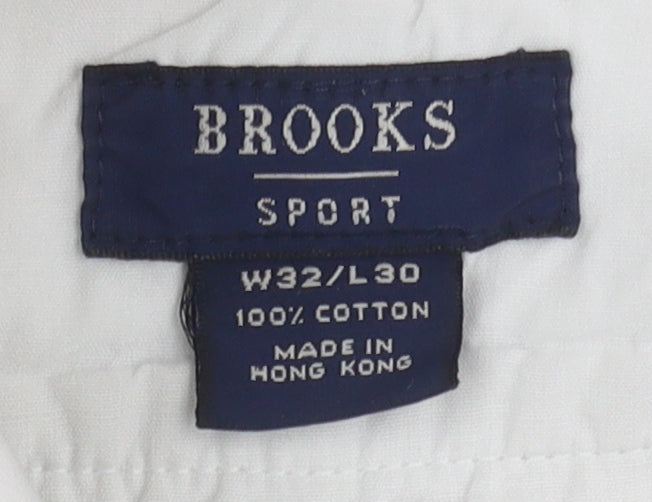 BROOKS
SPORT
W32/L30
100% COTTON
MADE IN
HONG KONG